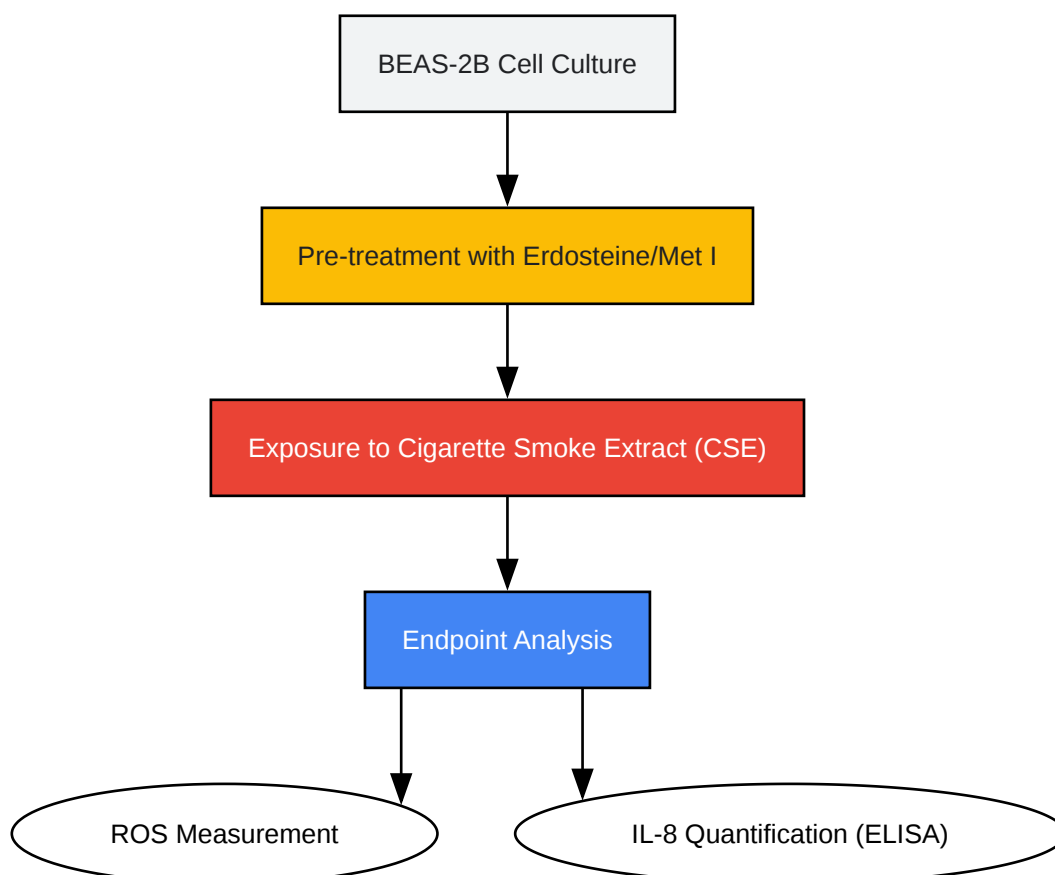 BEAS-2B Cell Culture
Pre-treatment with Erdosteine/Met I
Exposure to Cigarette Smoke Extract (CSE)
Endpoint Analysis
ROS Measurement
IL-8 Quantification (ELISA)